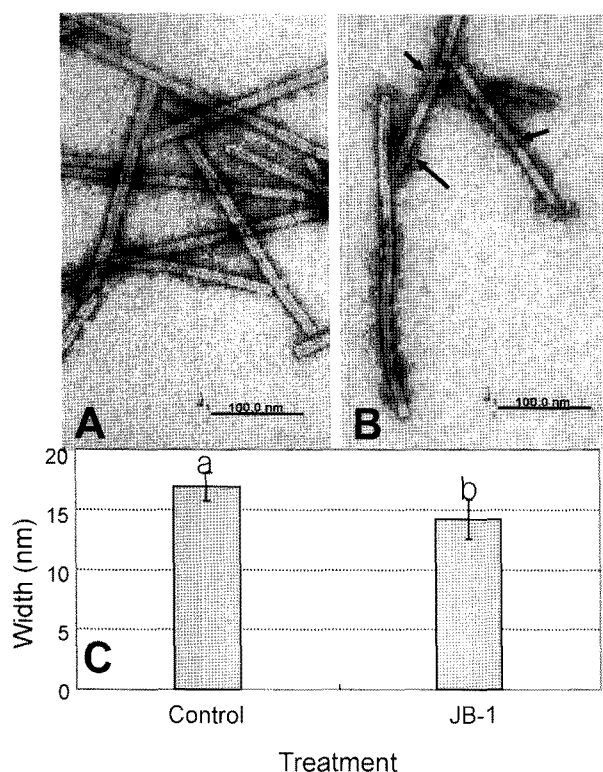 A
100.0 nm
B
100.0 nm
20
15
10
5
0
Width (nm)
a
b
C
Control
JB-1
Treatment